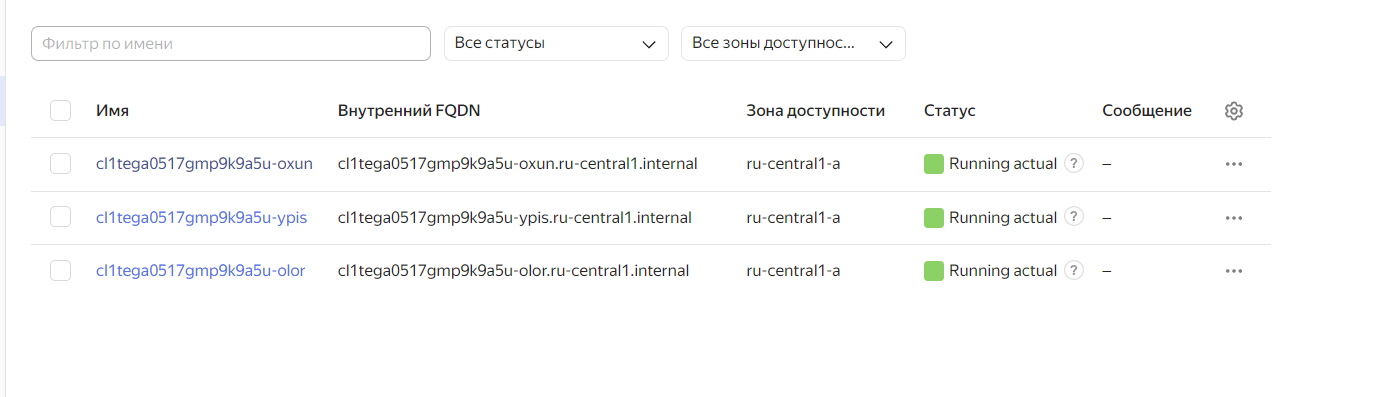 Фильтр по имени Все статусы Все зоны доступнос...
Имя Внутренний FQDN Зона доступности Статус Сообщение
cl1tega0517gmp9k9a5u-oxun cl1tega0517gmp9k9a5u-oxun.ru-central1.internal ru-central1-a Running actual ? –
cl1tega0517gmp9k9a5u-ypis cl1tega0517gmp9k9a5u-ypis.ru-central1.internal ru-central1-a Running actual ? –
cl1tega0517gmp9k9a5u-olor cl1tega0517gmp9k9a5u-olor.ru-central1.internal ru-central1-a Running actual ? –